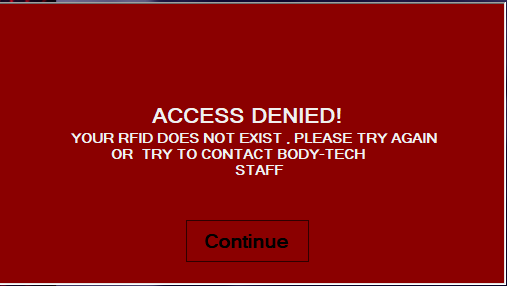 ACCESS DENIED!
YOUR RFID DOES NOT EXIST , PLEASE TRY AGAIN
OR TRY TO CONTACT BODY-TECH
STAFF
Continue